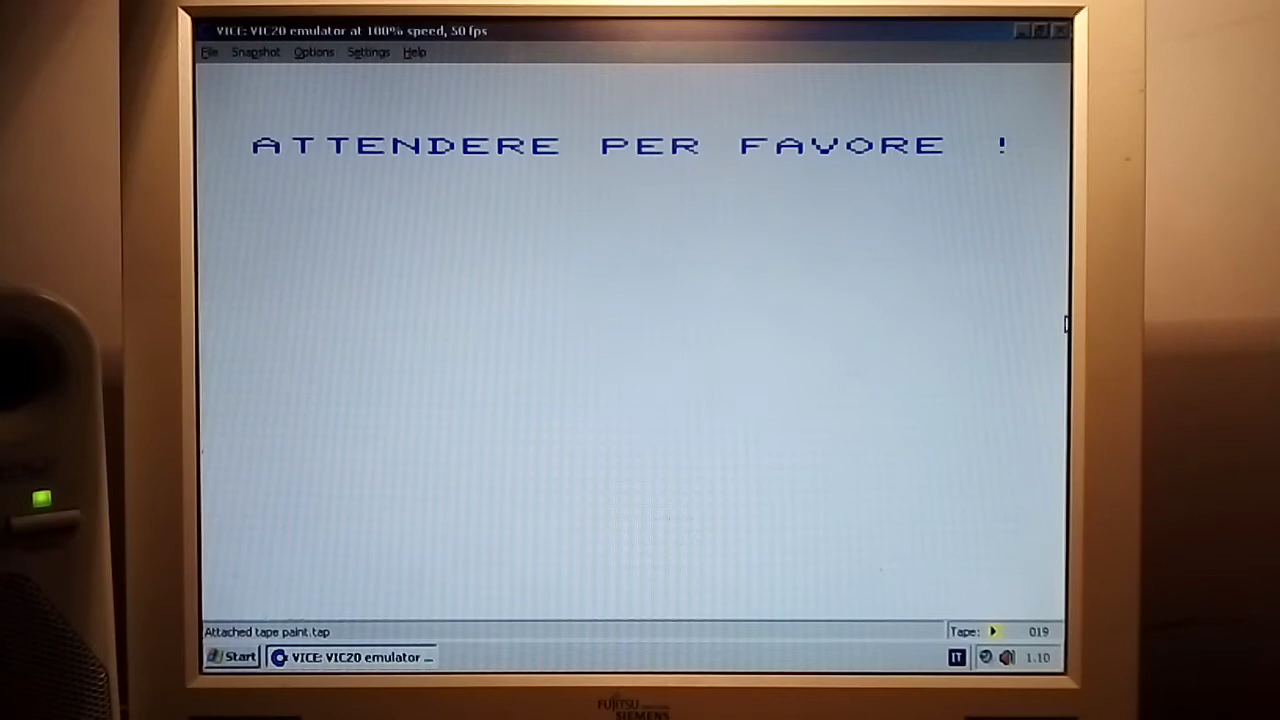 VICE: VIC20 emulator at 100% speed, 50 fps
File Snapshot Options Settings Help
ATTENDERE PER FAVORE !
Attached tape paint.tap
Tape: 019
Start VICE: VIC20 emulator ... IT 1.10
FUJITSU
SIEMENS